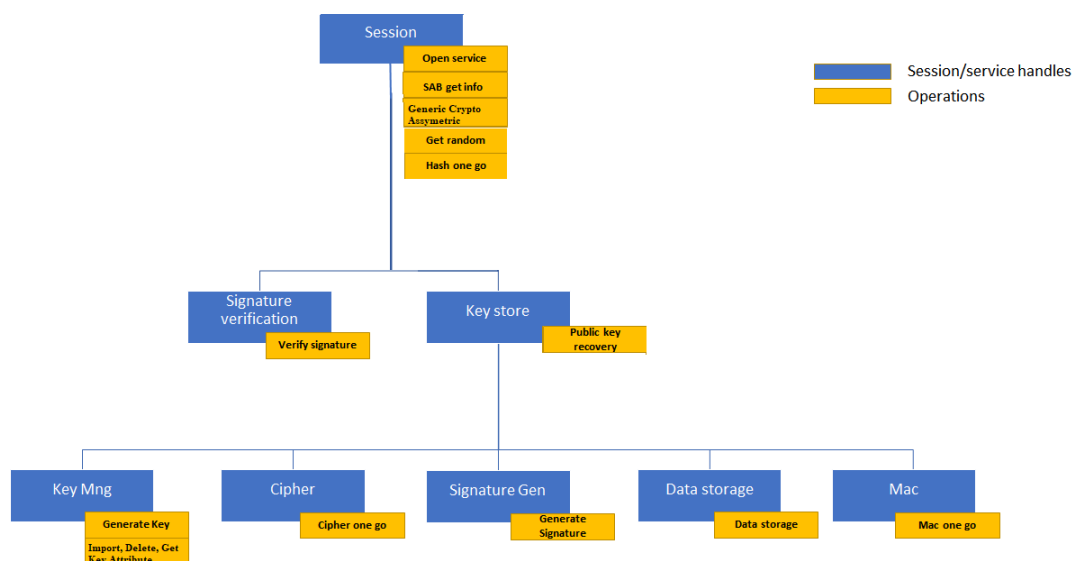 Session
Open service
SAB get info
Generic Crypto
Assymetric
Get random
Hash one go
Session/service handles
Operations
Signature
verification
Verify signature
Key store
Public key
recovery
Key Mng
Generate Key
Import, Delete, Get
Key Attribute
Cipher
Cipher one go
Signature Gen
Generate
Signature
Data storage
Data storage
Mac
Mac one go